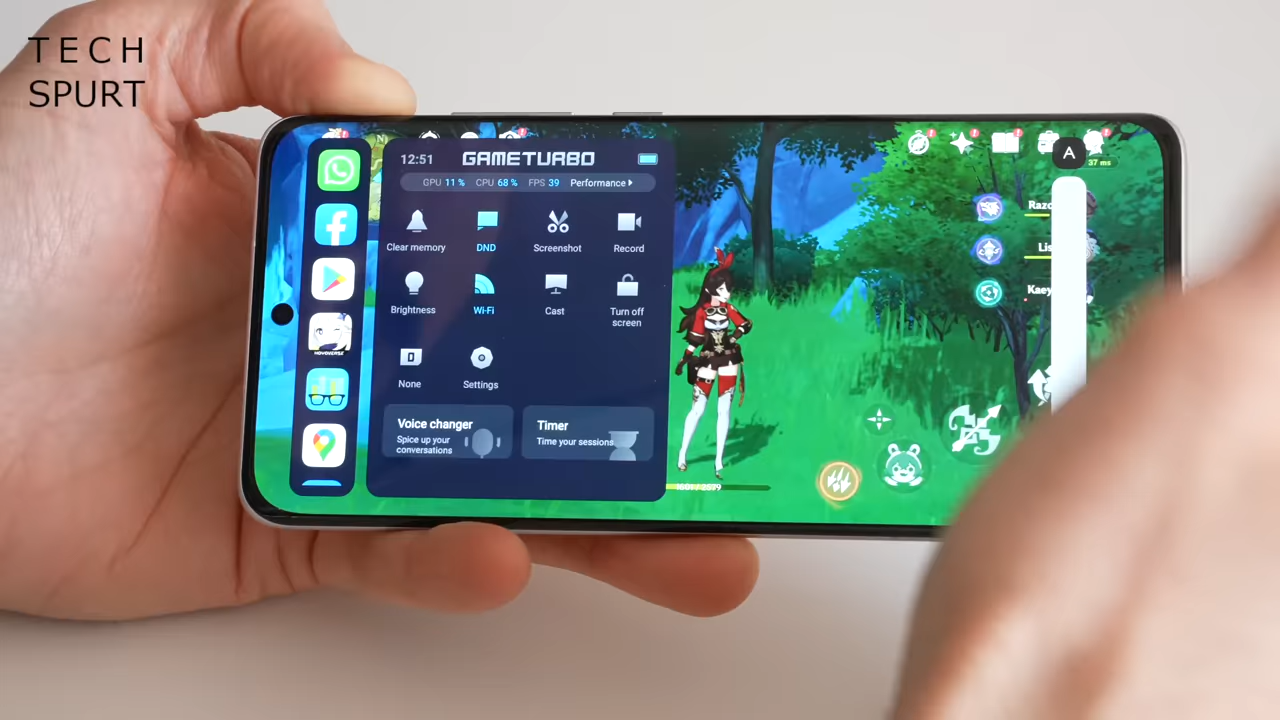 TECH
SPURT
N
12:51 GAMETURBO
GPU 11 % CPU 68 % FPS 39 Performance
Clear memory DND Screenshot Record
Brightness Wi-Fi Cast Turn off
screen
None Settings
Voice changer
Spice up your
conversations
Timer
Time your sessions
HOYOVERSE
A
37 ms